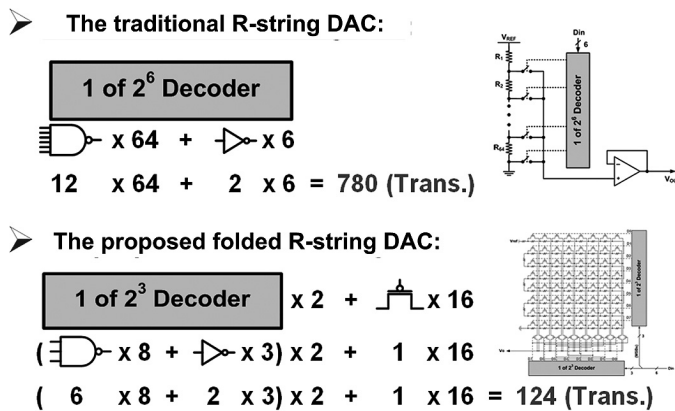 ➢ The traditional R-string DAC:
1 of 2⁶ Decoder
x 64 + x 6
12 x 64 + 2 x 6 = 780 (Trans.)
V_REF
R₁
R₂
R₆₄
Din
6
1 of 2⁶ Decoder
-
+
➢ The proposed folded R-string DAC:
1 of 2³ Decoder x 2 + x 16
( x 8 + x 3) x 2 + 1 x 16
( 6 x 8 + 2 x 3) x 2 + 1 x 16 = 124 (Trans.)
1 of 2³ Decoder
1 of 2³ Decoder